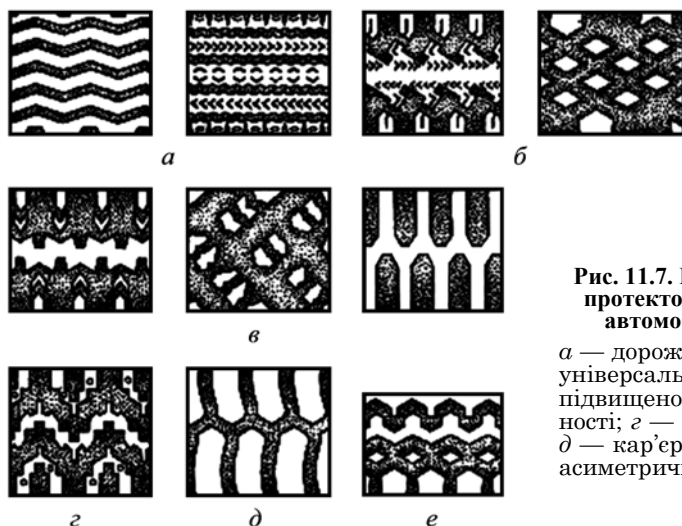 а
б
в
г
д
е
Рис. 11.7.
протекто
автомо
а — дорож
універсаль
підвищено
ності; г —
д — кар'єр
асиметрич